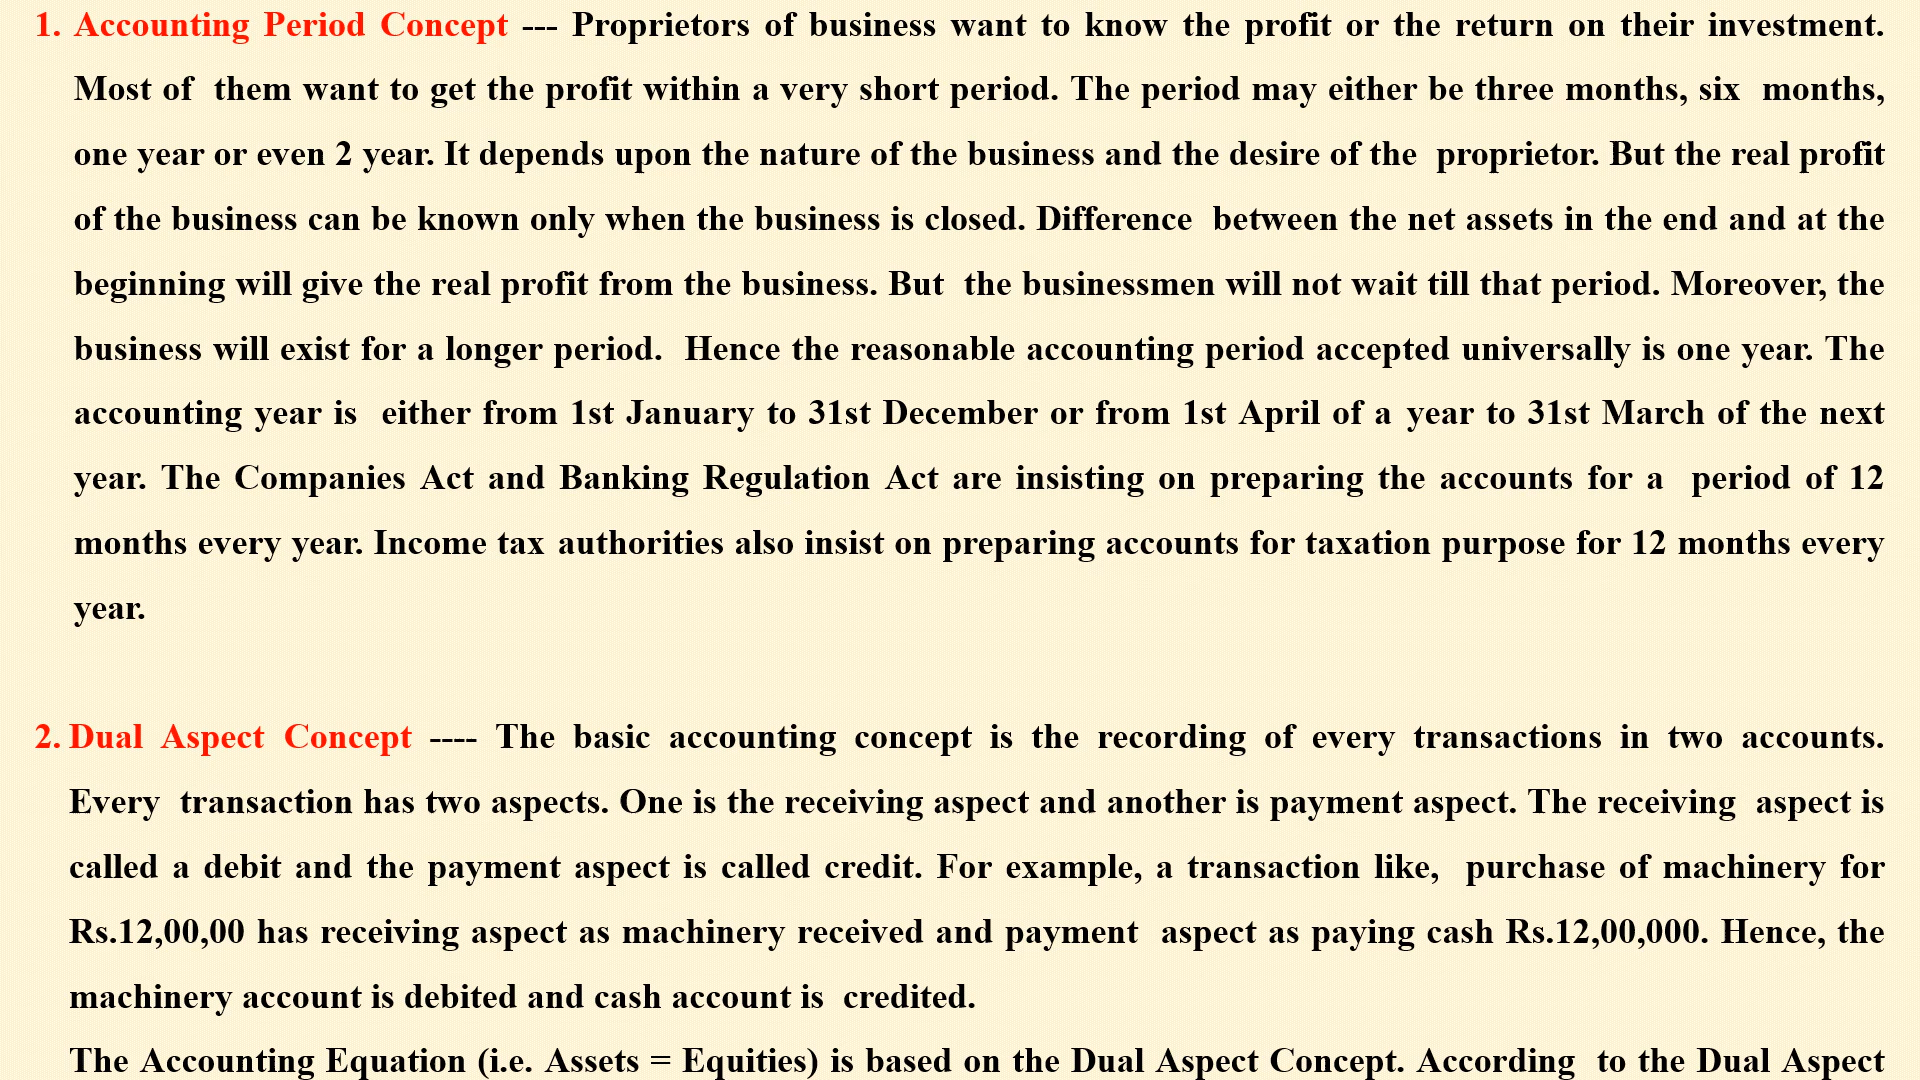 1. Accounting Period Concept --- Proprietors of business want to know the profit or the return on their investment.
Most of them want to get the profit within a very short period. The period may either be three months, six months,
one year or even 2 year. It depends upon the nature of the business and the desire of the proprietor. But the real profit
of the business can be known only when the business is closed. Difference between the net assets in the end and at the
beginning will give the real profit from the business. But the businessmen will not wait till that period. Moreover, the
business will exist for a longer period. Hence the reasonable accounting period accepted universally is one year. The
accounting year is either from 1st January to 31st December or from 1st April of a year to 31st March of the next
year. The Companies Act and Banking Regulation Act are insisting on preparing the accounts for a period of 12
months every year. Income tax authorities also insist on preparing accounts for taxation purpose for 12 months every
year.
2. Dual Aspect Concept ---- The basic accounting concept is the recording of every transactions in two accounts.
Every transaction has two aspects. One is the receiving aspect and another is payment aspect. The receiving aspect is
called a debit and the payment aspect is called credit. For example, a transaction like, purchase of machinery for
Rs.12,00,00 has receiving aspect as machinery received and payment aspect as paying cash Rs.12,00,000. Hence, the
machinery account is debited and cash account is credited.
The Accounting Equation (i.e. Assets = Equities) is based on the Dual Aspect Concept. According to the Dual Aspect